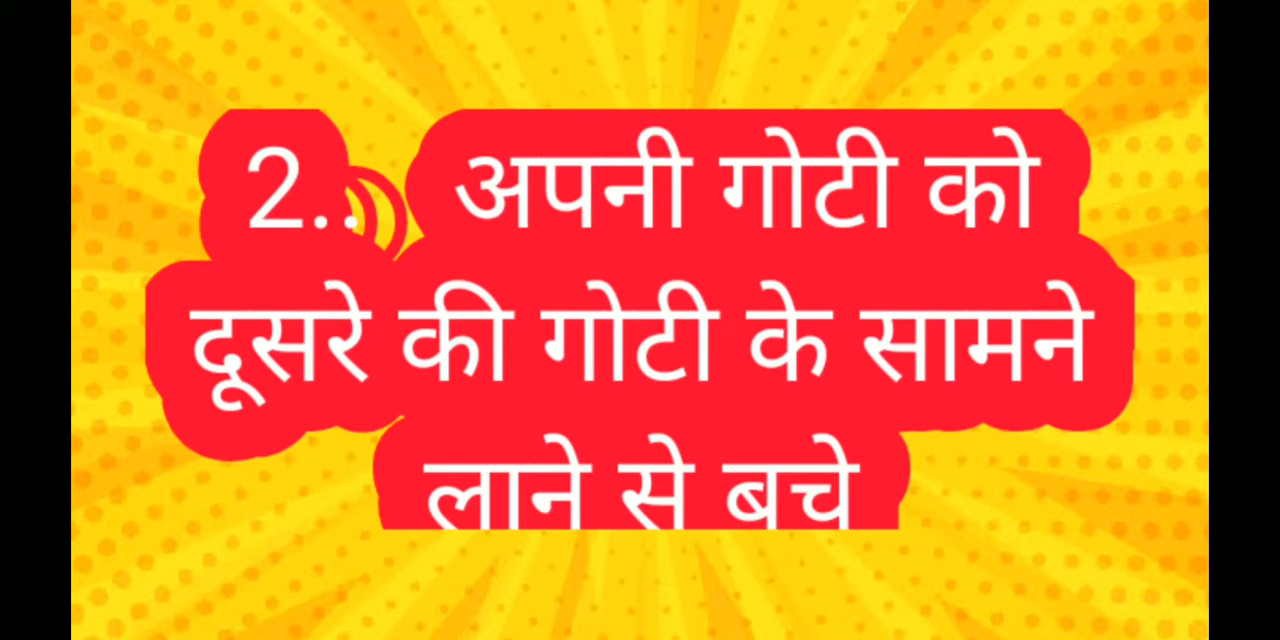 2.. अपनी गोटी को
दूसरे की गोटी के सामने
लाने से बचे